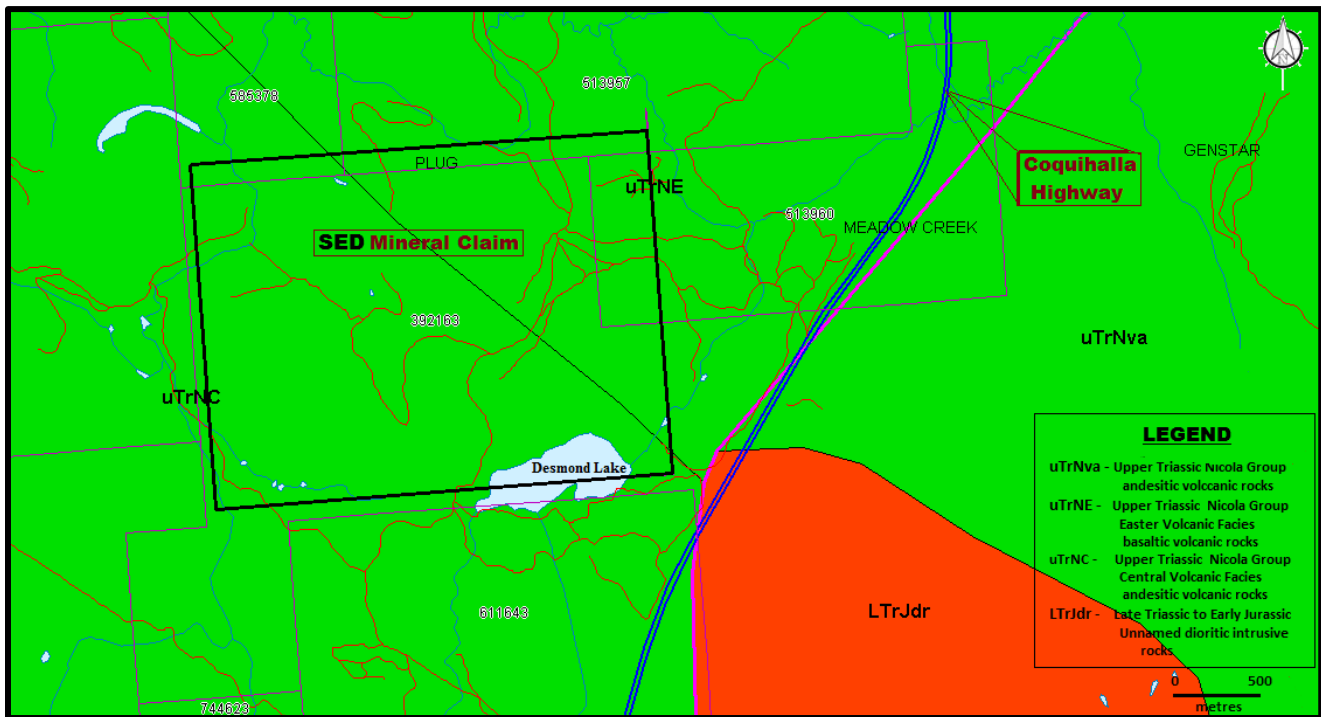 585378
513957
PLUG
uTrNE
SED Mineral Claim
513960
MEADOW CREEK
Coquihalla
Highway
GENSTAR
392163
uTrNC
uTrNva
Desmond Lake
611643
744623
LTrJdr
LEGEND
uTrNva - Upper Triassic Nicola Group
andesitic volccanic rocks
uTrNE - Upper Triassic Nicola Group
Easter Volcanic Facies
basaltic volcanic rocks
uTrNC - Upper Triassic Nicola Group
Central Volcanic Facies
andesitic volcanic rocks
LTrJdr - Late Triassic to Early Jurassic
Unnamed dioritic intrusive
rocks
0 500
metres